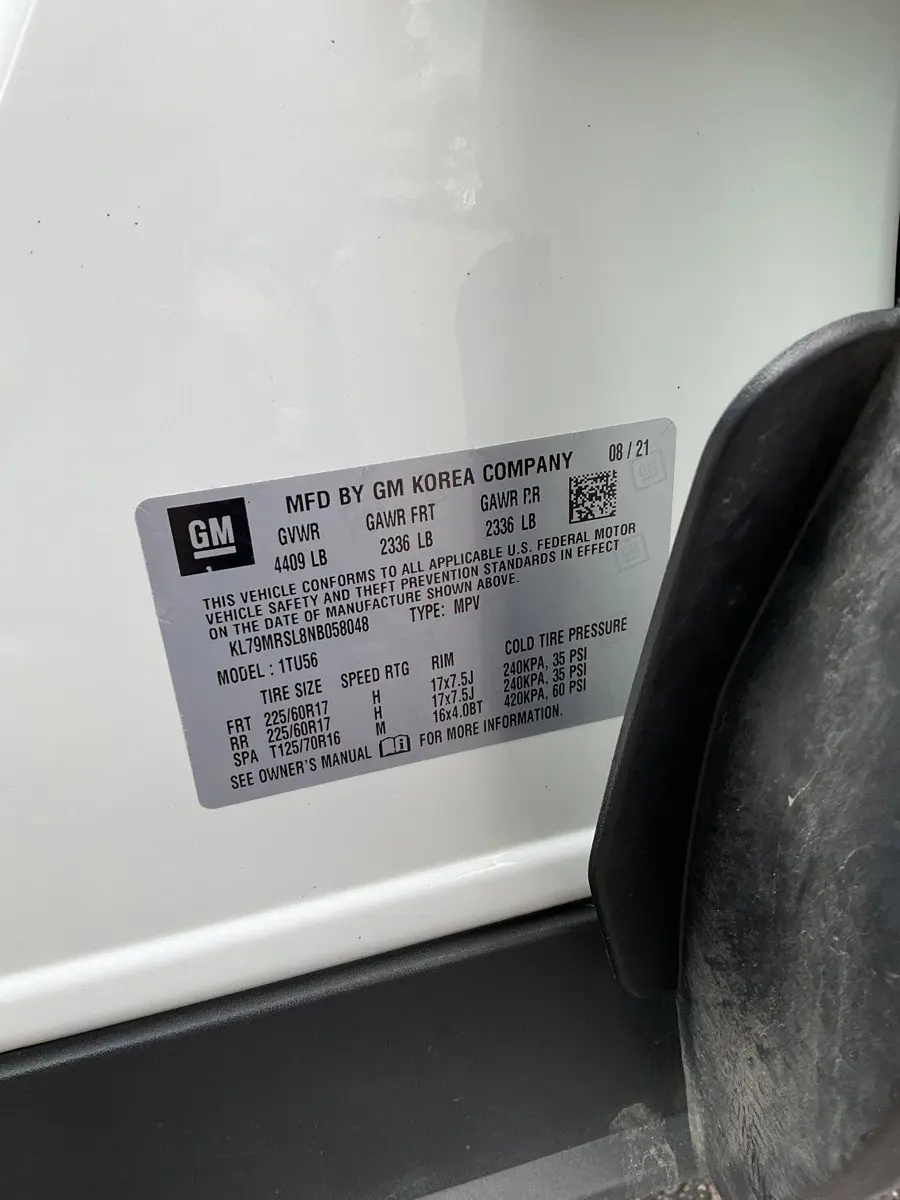 GM
MFD BY GM KOREA COMPANY 08 / 21
GVWR GAWR FRT GAWR RR
4409 LB 2336 LB 2336 LB
THIS VEHICLE CONFORMS TO ALL APPLICABLE U.S. FEDERAL MOTOR
VEHICLE SAFETY AND THEFT PREVENTION STANDARDS IN EFFECT
ON THE DATE OF MANUFACTURE SHOWN ABOVE.
KL79MRSL8NB058048 TYPE: MPV
MODEL : 1TU56
TIRE SIZE SPEED RTG RIM COLD TIRE PRESSURE
FRT 225/60R17 H 17x7.5J 240KPA, 35 PSI
RR 225/60R17 H 17x7.5J 240KPA, 35 PSI
SPA T125/70R16 M 16x4.0BT 420KPA, 60 PSI
SEE OWNER'S MANUAL FOR MORE INFORMATION.